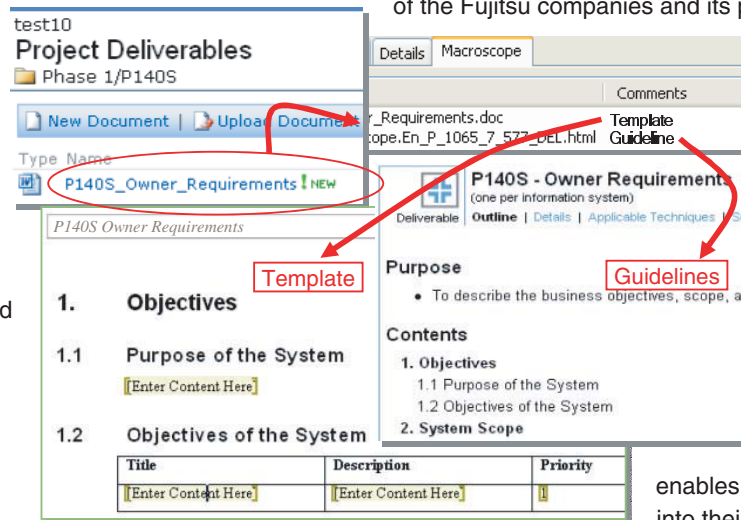 of the Fujitsu companies and its p
test10
Project Deliverables
Phase 1/P140S
New Document | Upload Document
Type Name
P140S_Owner_Requirements ! NEW
Details Macroscope
Comments
r_Requirements.doc Template
cope.En_P_1065_7_577_DEL.html Guideline
P140S - Owner Requirements
(one per information system)
Deliverable Outline | Details | Applicable Techniques | S
Purpose
• To describe the business objectives, scope, a
Guidelines
Contents
1. Objectives
1.1 Purpose of the System
1.2 Objectives of the System
2. System Scope
P140S Owner Requirements
Template
d
1. Objectives
1.1 Purpose of the System
[Enter Content Here]
1.2 Objectives of the System
Title Description Priority
[Enter Content Here] [Enter Content Here] 1
enables
into their